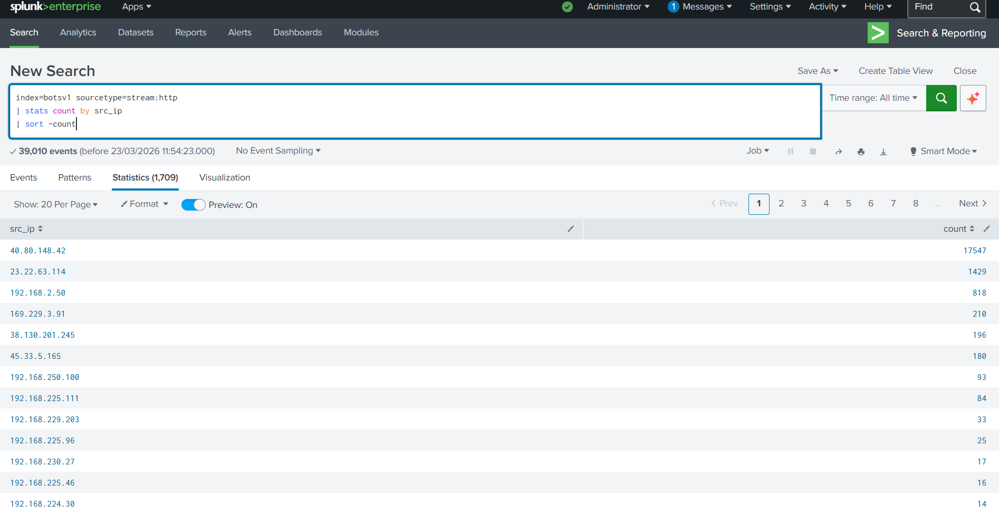 splunk>enterprise Apps Administrator 1 Messages Settings Activity Help Find
Search Analytics Datasets Reports Alerts Dashboards Modules > Search & Reporting
New Search Save As Create Table View Close
index=botsv1 sourcetype=stream:http
| stats count by src_ip
| sort -count
Time range: All time
39,010 events (before 23/03/2026 11:54:23.000) No Event Sampling Job Smart Mode
Events Patterns Statistics (1,709) Visualization
Show: 20 Per Page Format Preview: On < Prev 1 2 3 4 5 6 7 8 ... Next >
src_ip count
40.80.148.42 17547
23.22.63.114 1429
192.168.2.50 818
169.229.3.91 210
38.130.201.245 196
45.33.5.165 180
192.168.250.100 93
192.168.225.111 84
192.168.229.203 33
192.168.225.96 25
192.168.230.27 17
192.168.225.46 16
192.168.224.30 14